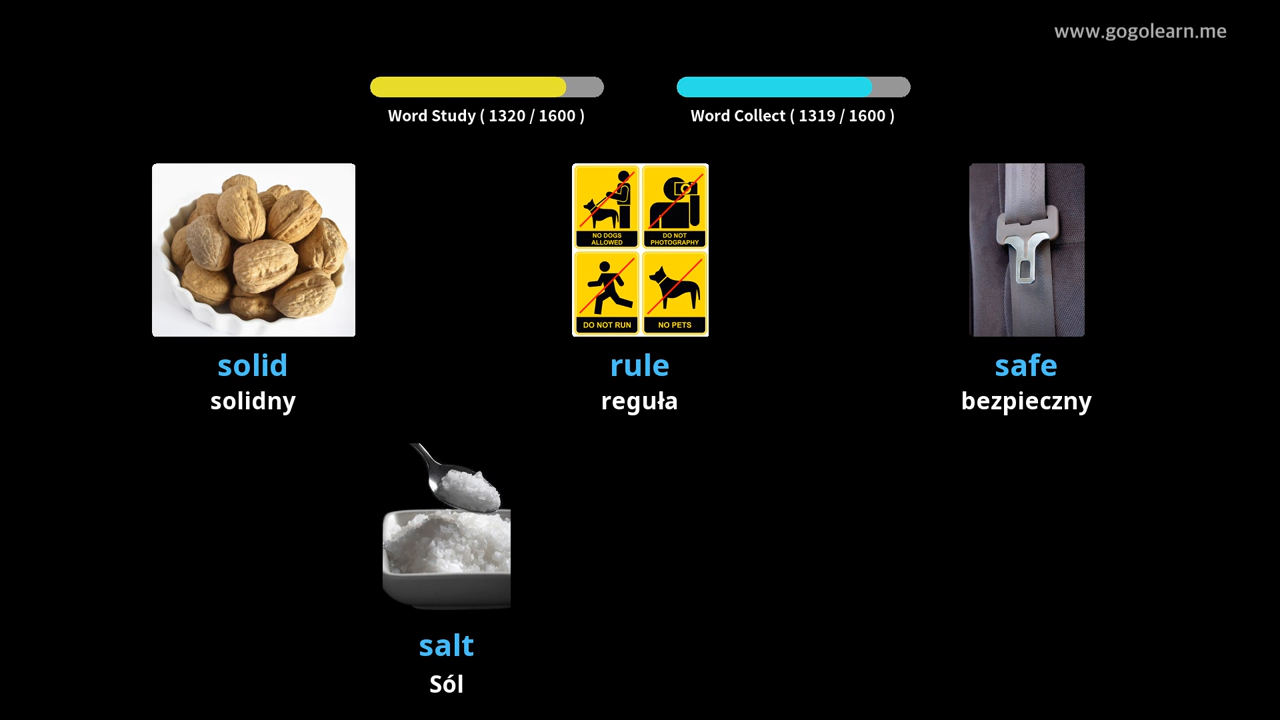 www.gogolearn.me
Word Study ( 1320 / 1600 )
Word Collect ( 1319 / 1600 )
NO DOGS
ALLOWED
DO NOT
PHOTOGRAPHY
DO NOT RUN
NO PETS
solid
solidny
rule
reguła
safe
bezpieczny
salt
Sól